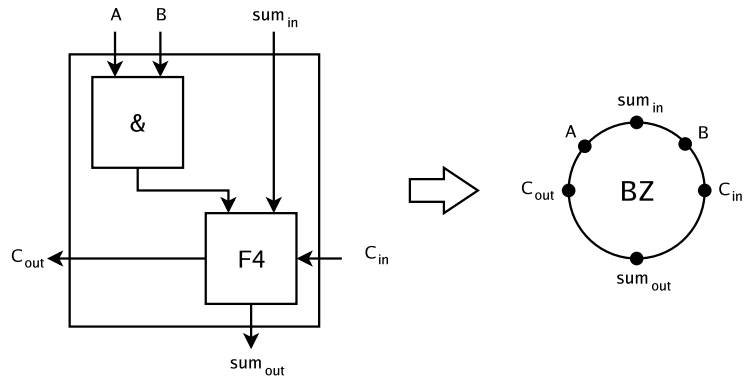 A B sum in
&
F4
C out
C in
sum out
sum in
A B
C out BZ C in
sum out